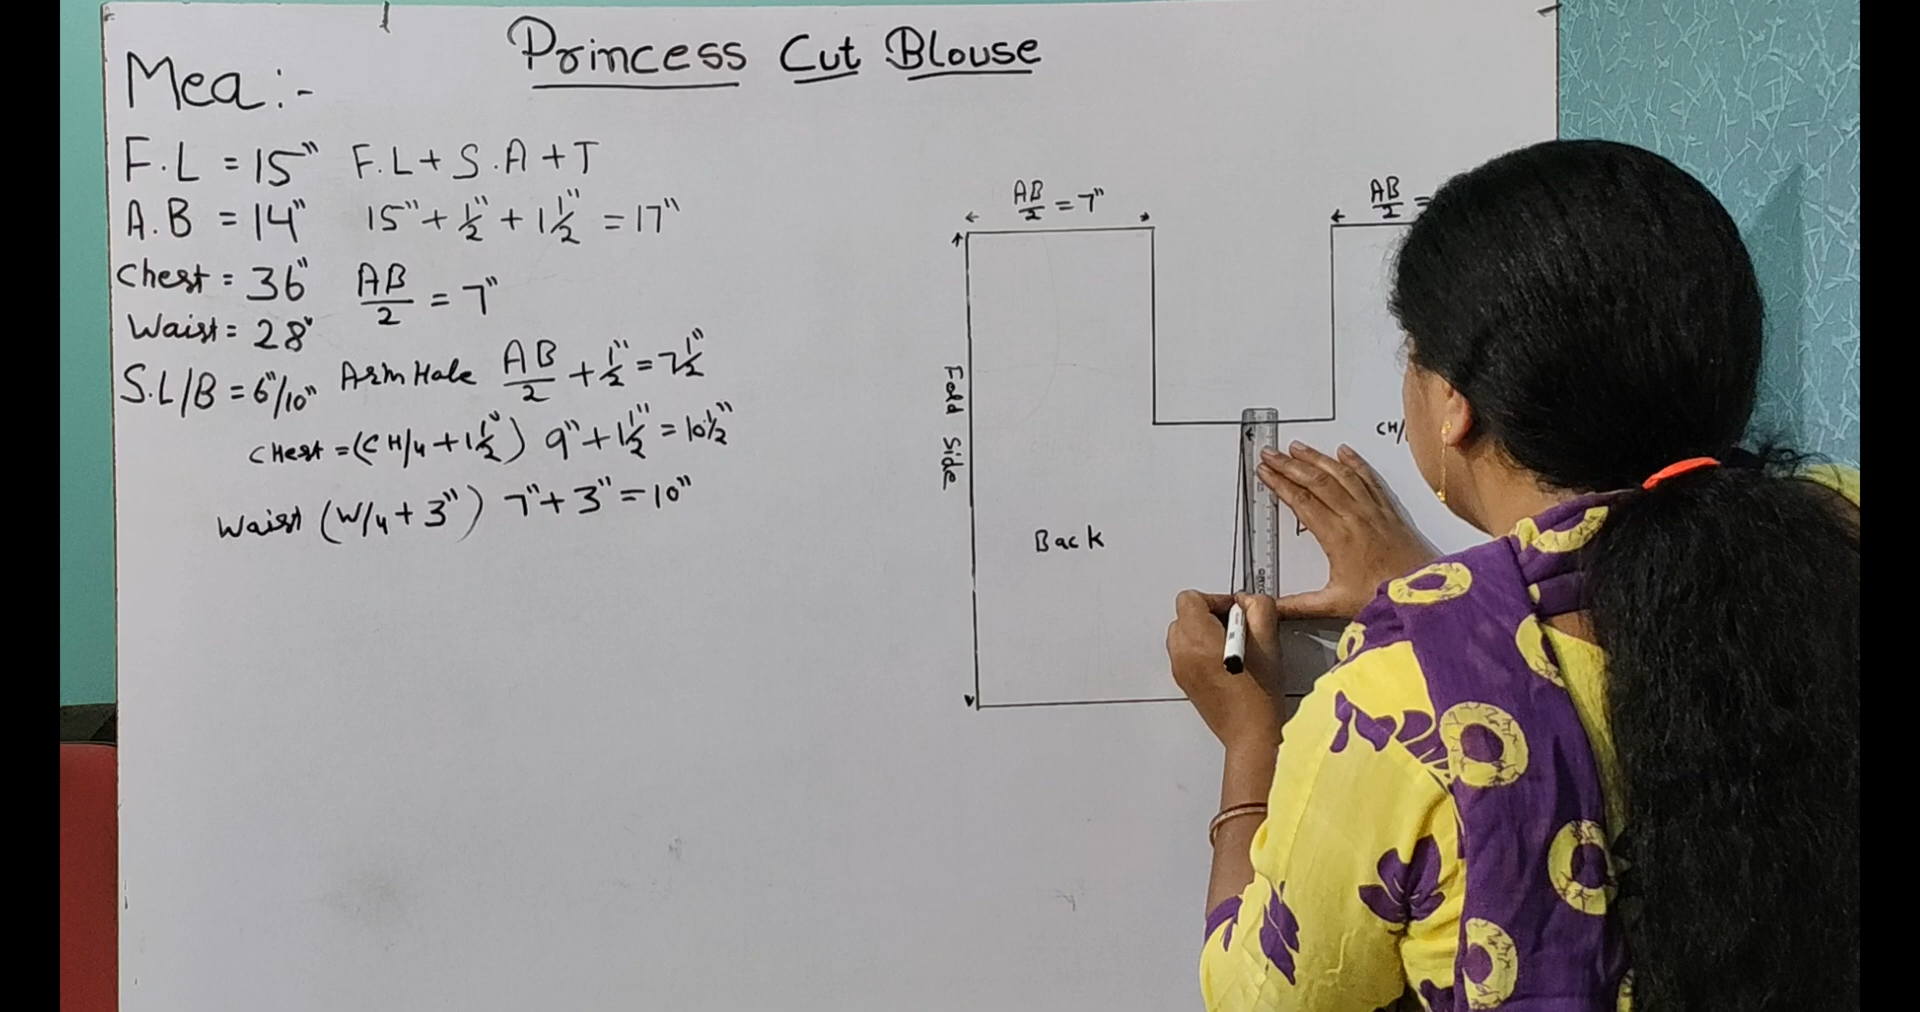 Princess Cut Blouse
Mea:-
F.L = 15" F.L + S.A + T
A.B = 14" 15" + 1/2" + 1 1/2" = 17"
Chest = 36" AB/2 = 7"
Waist = 28"
S.L/B = 6"/10" Arm Hole AB/2 + 1/2" = 7 1/2"
CHest = (CH/4 + 1 1/2") 9" + 1 1/2" = 10 1/2"
Waist (W/4 + 3") 7" + 3" = 10"
AB/2 = 7"
AB/2 =
Fold Side
CH/
Back